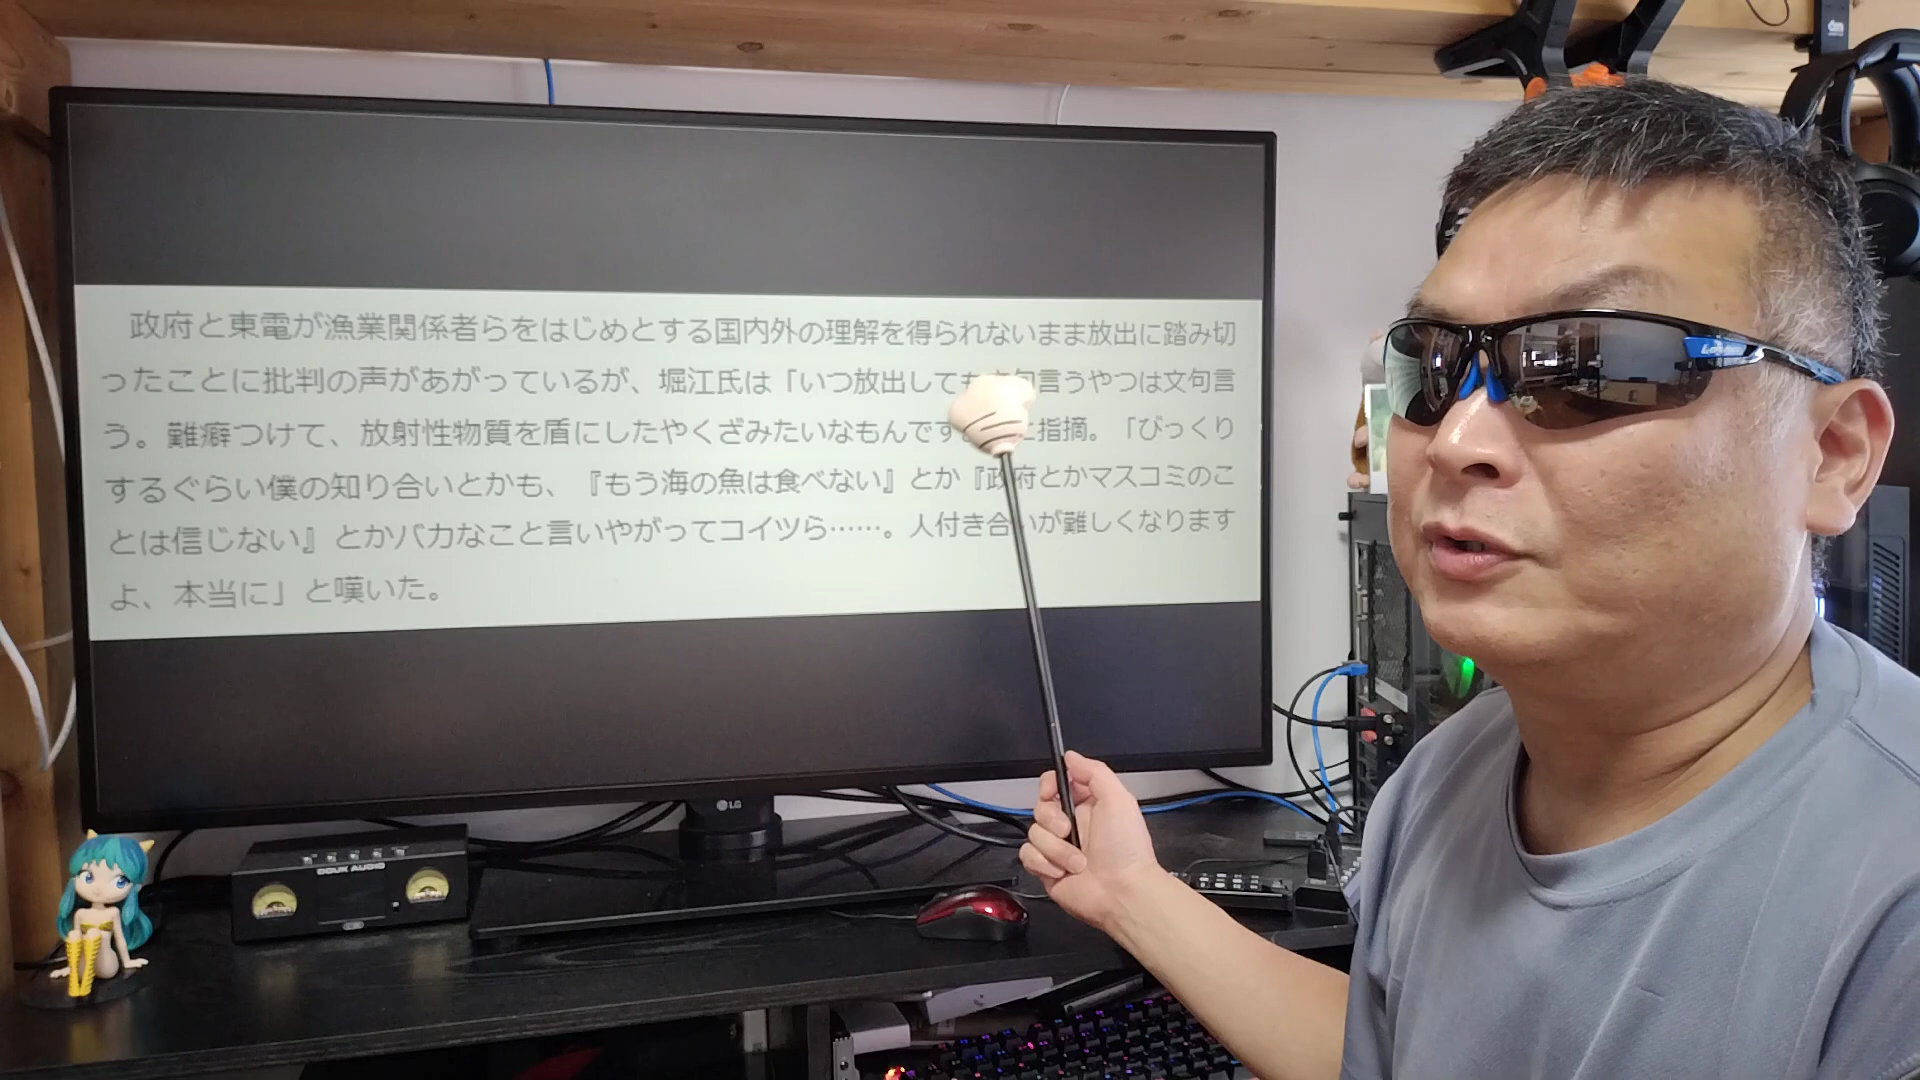 政府と東電が漁業関係者らをはじめとする国内外の理解を得られないまま放出に踏み切
ったことに批判の声があがっているが、堀江氏は「いつ放出しても文句言うやつは文句言
う。難癖つけて、放射性物質を盾にしたやくざみたいなもんです 指摘。「びっくり
するぐらい僕の知り合いとかも、『もう海の魚は食べない』とか『政府とかマスコミのこ
とは信じない』とかバカなこと言いやがってコイツら……。人付き合いが難しくなります
よ、本当に」と嘆いた。
LG
DOUK AUDIO